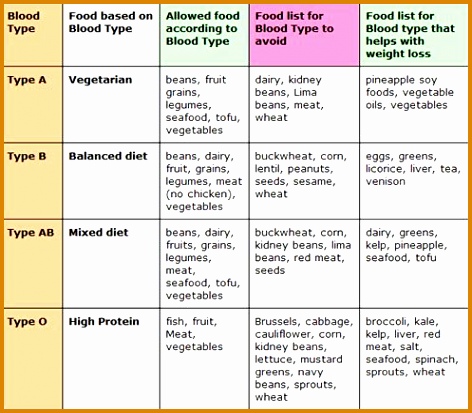 Blood
Type
Food based on
Blood Type
Allowed food
according to
Blood Type
Food list for
Blood Type to
avoid
Food list for
Blood type that
helps with
weight loss
Type A
Vegetarian
beans, fruit
grains,
legumes,
seafood, tofu,
vegetables
dairy, kidney
beans, Lima
beans, meat,
wheat
pineapple soy
foods, vegetable
oils, vegetables
Type B
Balanced diet
beans, dairy,
fruit, grains,
legumes, meat
(no chicken),
vegetables
buckwheat, corn,
lentil, peanuts,
seeds, sesame,
wheat
eggs, greens,
licorice, liver, tea,
venison
Type AB
Mixed diet
beans, dairy,
fruits, grains,
legumes,
meat,
seafood, tofu,
vegetables
buckwheat, corn,
kidney beans, lima
beans, red meat,
seeds
dairy, greens,
kelp, pineapple,
seafood, tofu
Type O
High Protein
fish, fruit,
Meat,
vegetables
Brussels, cabbage,
cauliflower, corn,
kidney beans,
lettuce, mustard
greens, navy
beans, sprouts,
wheat
broccoli, kale,
kelp, liver, red
meat, salt,
seafood, spinach,
sprouts, wheat